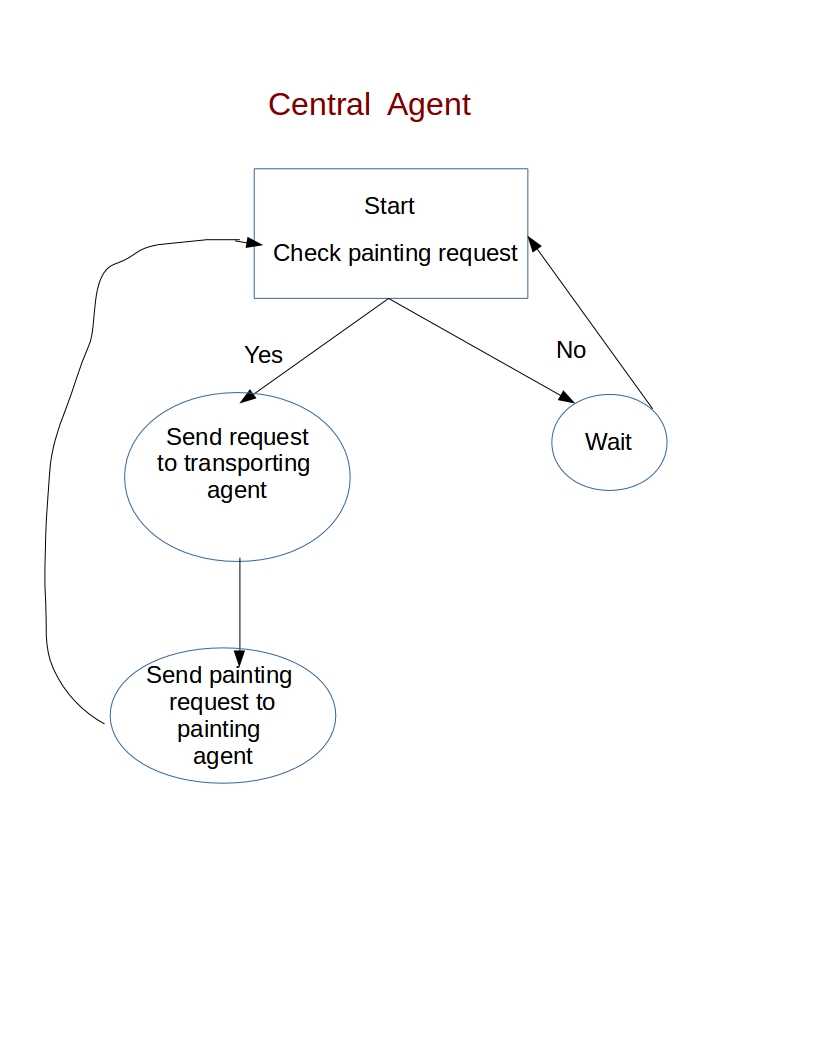 Central Agent
Start
Check painting request
Yes
No
Send request
to transporting
agent
Wait
Send painting
request to
painting
agent